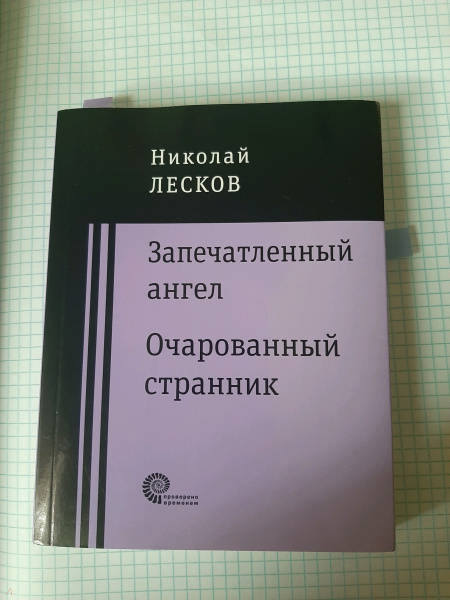 Николай
ЛЕСКОВ
Запечатленный
ангел
Очарованный
странник
проверено
временем